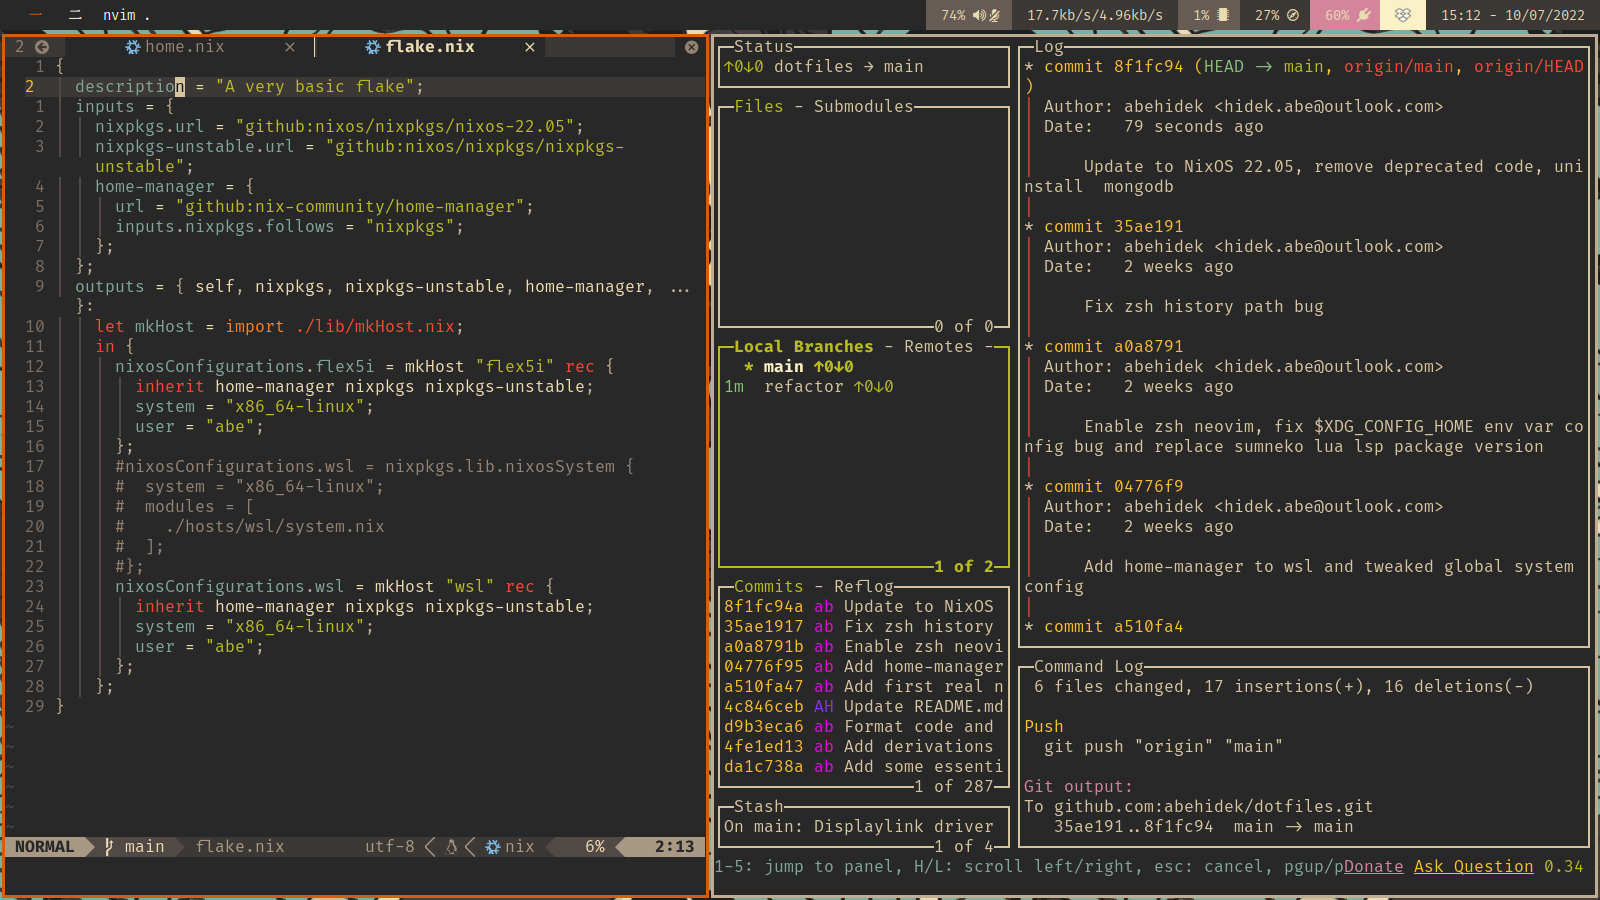 一 二 nvim . 74% 17.7kb/s/4.96kb/s 1% 27% 60% 15:12 - 10/07/2022
2 home.nix × flake.nix ×
1 {
2 description = "A very basic flake";
1 inputs = {
2 nixpkgs.url = "github:nixos/nixpkgs/nixos-22.05";
3 nixpkgs-unstable.url = "github:nixos/nixpkgs/nixpkgs-
unstable";
4 home-manager = {
5 url = "github:nix-community/home-manager";
6 inputs.nixpkgs.follows = "nixpkgs";
7 };
8 };
9 outputs = { self, nixpkgs, nixpkgs-unstable, home-manager, ...
}:
10 let mkHost = import ./lib/mkHost.nix;
11 in {
12 nixosConfigurations.flex5i = mkHost "flex5i" rec {
13 inherit home-manager nixpkgs nixpkgs-unstable;
14 system = "x86_64-linux";
15 user = "abe";
16 };
17 #nixosConfigurations.wsl = nixpkgs.lib.nixosSystem {
18 #  system = "x86_64-linux";
19 #  modules = [
20 #    ./hosts/wsl/system.nix
21 #  ];
22 #};
23 nixosConfigurations.wsl = mkHost "wsl" rec {
24 inherit home-manager nixpkgs nixpkgs-unstable;
25 system = "x86_64-linux";
26 user = "abe";
27 };
28 };
29 }
~
~
~
~
~
~
NORMAL main flake.nix utf-8 nix 6% 2:13
Status
↑0↓0 dotfiles → main
Files - Submodules
0 of 0
Local Branches - Remotes -
* main ↑0↓0
1m refactor ↑0↓0
1 of 2
Commits - Reflog
8f1fc94a ab Update to NixOS
35ae1917 ab Fix zsh history
a0a8791b ab Enable zsh neovi
04776f95 ab Add home-manager
a510fa47 ab Add first real n
4c846ceb AH Update README.md
d9b3eca6 ab Format code and
4fe1ed13 ab Add derivations
da1c738a ab Add some essenti
1 of 287
Stash
On main: Displaylink driver
1 of 4
Log
* commit 8f1fc94 (HEAD -> main, origin/main, origin/HEAD
)
| Author: abehidek <hidek.abe@outlook.com>
| Date:   79 seconds ago
|
|     Update to NixOS 22.05, remove deprecated code, uni
nstall  mongodb
|
* commit 35ae191
| Author: abehidek <hidek.abe@outlook.com>
| Date:   2 weeks ago
|
|     Fix zsh history path bug
|
* commit a0a8791
| Author: abehidek <hidek.abe@outlook.com>
| Date:   2 weeks ago
|
|     Enable zsh neovim, fix $XDG_CONFIG_HOME env var co
nfig bug and replace sumneko lua lsp package version
|
* commit 04776f9
| Author: abehidek <hidek.abe@outlook.com>
| Date:   2 weeks ago
|
|     Add home-manager to wsl and tweaked global system
config
|
* commit a510fa4
Command Log
6 files changed, 17 insertions(+), 16 deletions(-)
Push
git push "origin" "main"
Git output:
To github.com:abehidek/dotfiles.git
35ae191..8f1fc94  main -> main
1-5: jump to panel, H/L: scroll left/right, esc: cancel, pgup/pDonate Ask Question 0.34